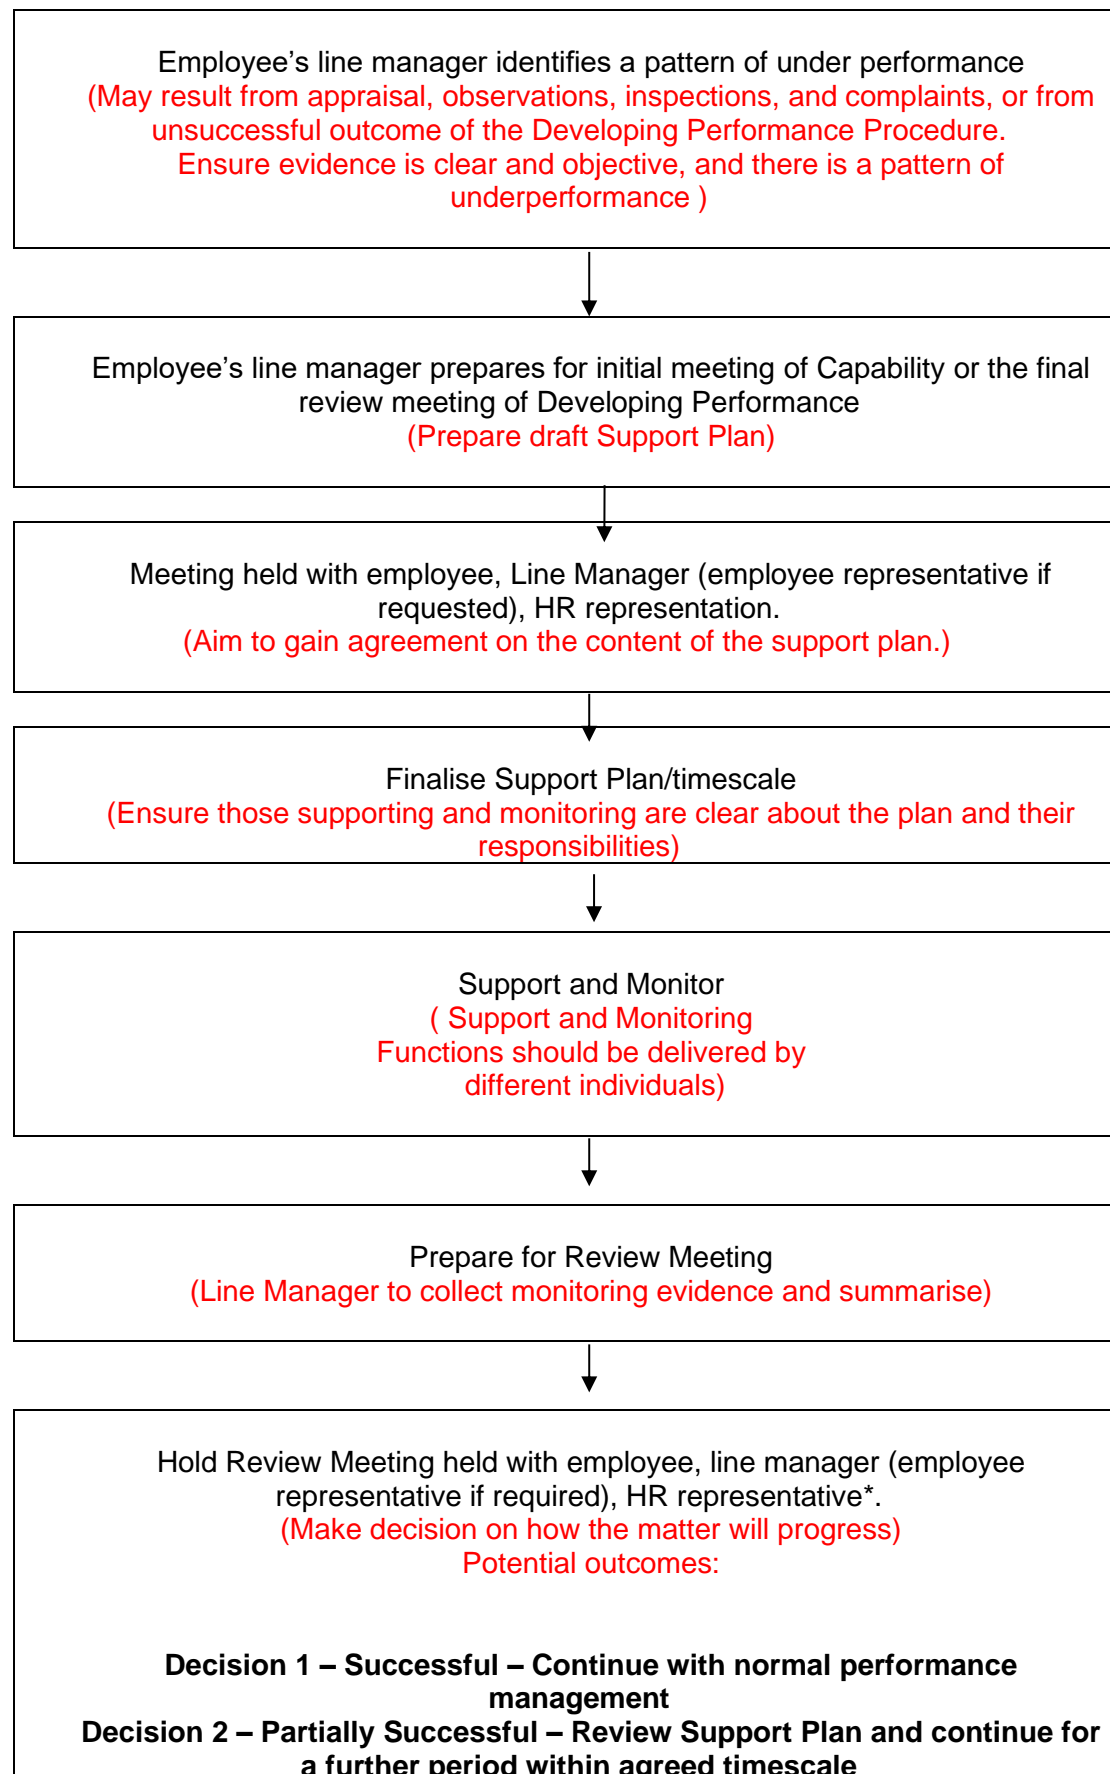 Employee’s line manager identifies a pattern of under performance
(May result from appraisal, observations, inspections, and complaints, or from
unsuccessful outcome of the Developing Performance Procedure.
Ensure evidence is clear and objective, and there is a pattern of
underperformance )
Employee’s line manager prepares for initial meeting of Capability or the final
review meeting of Developing Performance
(Prepare draft Support Plan)
Meeting held with employee, Line Manager (employee representative if
requested), HR representation.
(Aim to gain agreement on the content of the support plan.)
Finalise Support Plan/timescale
(Ensure those supporting and monitoring are clear about the plan and their
responsibilities)
Support and Monitor
( Support and Monitoring
Functions should be delivered by
different individuals)
Prepare for Review Meeting
(Line Manager to collect monitoring evidence and summarise)
Hold Review Meeting held with employee, line manager (employee
representative if required), HR representative*.
(Make decision on how the matter will progress)
Potential outcomes:
Decision 1 – Successful – Continue with normal performance
management
Decision 2 – Partially Successful – Review Support Plan and continue for
a further period within agreed timescale